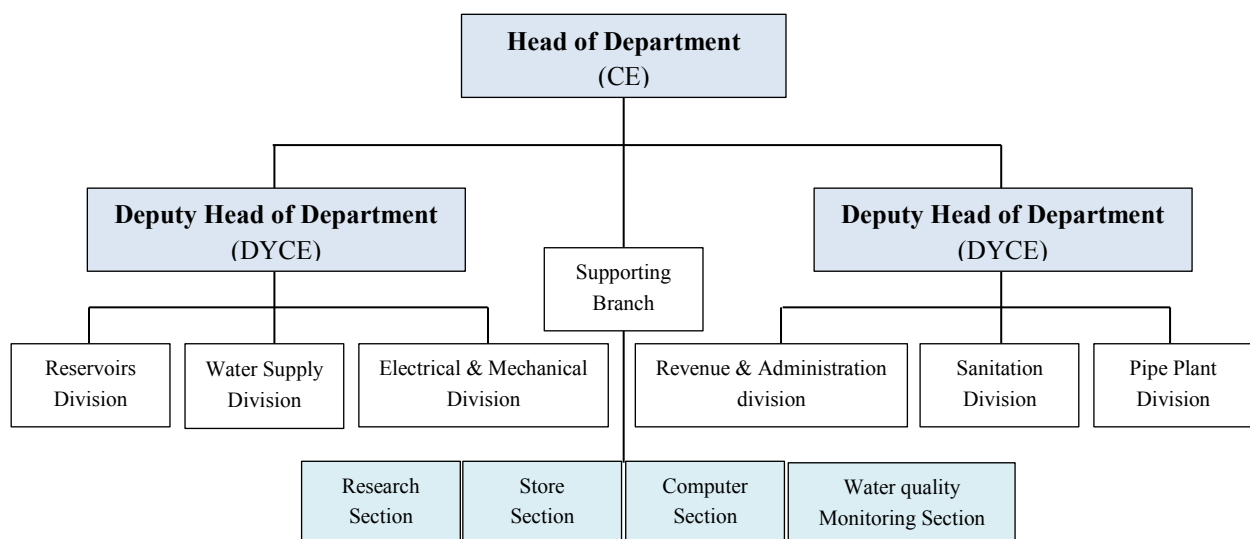 Head of Department
(CE)
Deputy Head of Department
(DYCE)
Deputy Head of Department
(DYCE)
Supporting
Branch
Reservoirs
Division
Water Supply
Division
Electrical & Mechanical
Division
Revenue & Administration
division
Sanitation
Division
Pipe Plant
Division
Research
Section
Store
Section
Computer
Section
Water quality
Monitoring Section